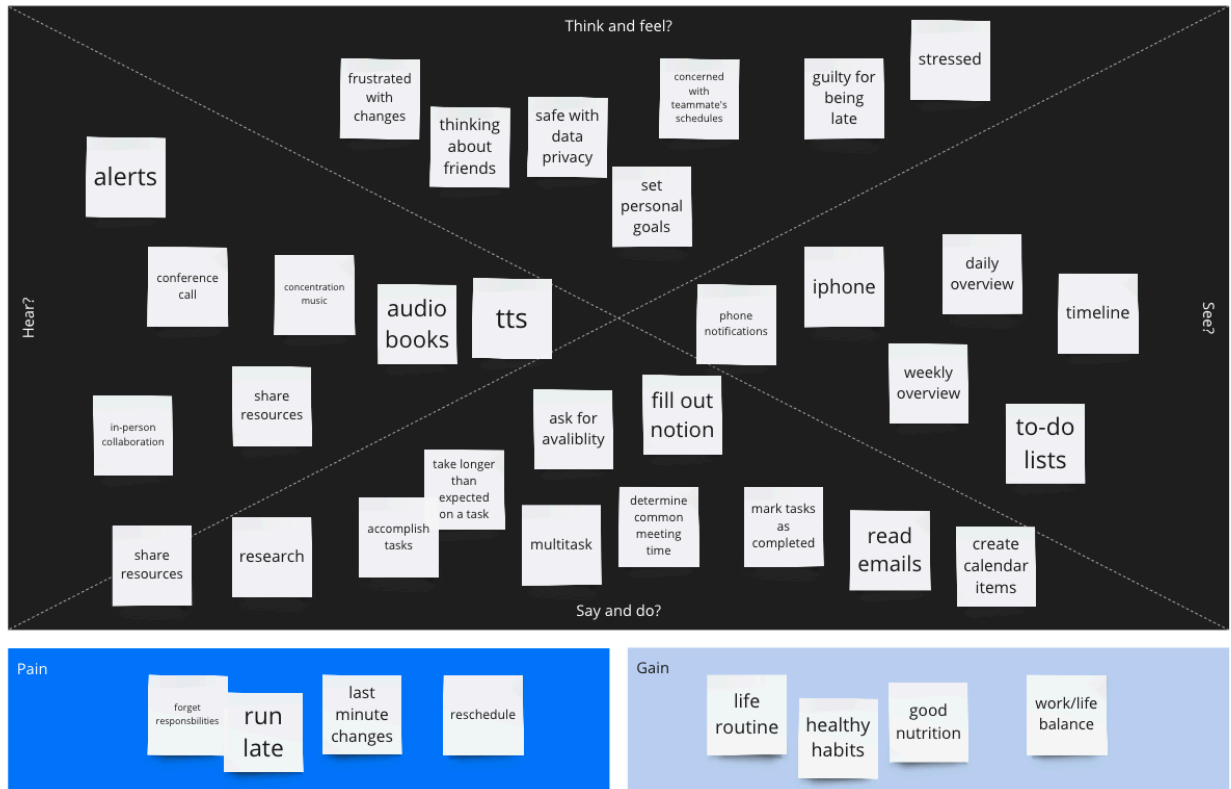 Think and feel?
frustrated
with
changes
thinking
about
friends
safe with
data
privacy
concerned
with
teammate's
schedules
set
personal
goals
guilty for
being
late
stressed
Hear?
alerts
conference
call
concentration
music
audio
books
tts
share
resources
in-person
collaboration
See?
phone
notifications
iphone
daily
overview
timeline
weekly
overview
to-do
lists
ask for
avaliblity
fill out
notion
take longer
than
expected
on a task
accomplish
tasks
multitask
determine
common
meeting
time
mark tasks
as
completed
read
emails
create
calendar
items
share
resources
research
Say and do?
Pain
forget
responsbilities
run
late
last
minute
changes
reschedule
Gain
life
routine
healthy
habits
good
nutrition
work/life
balance